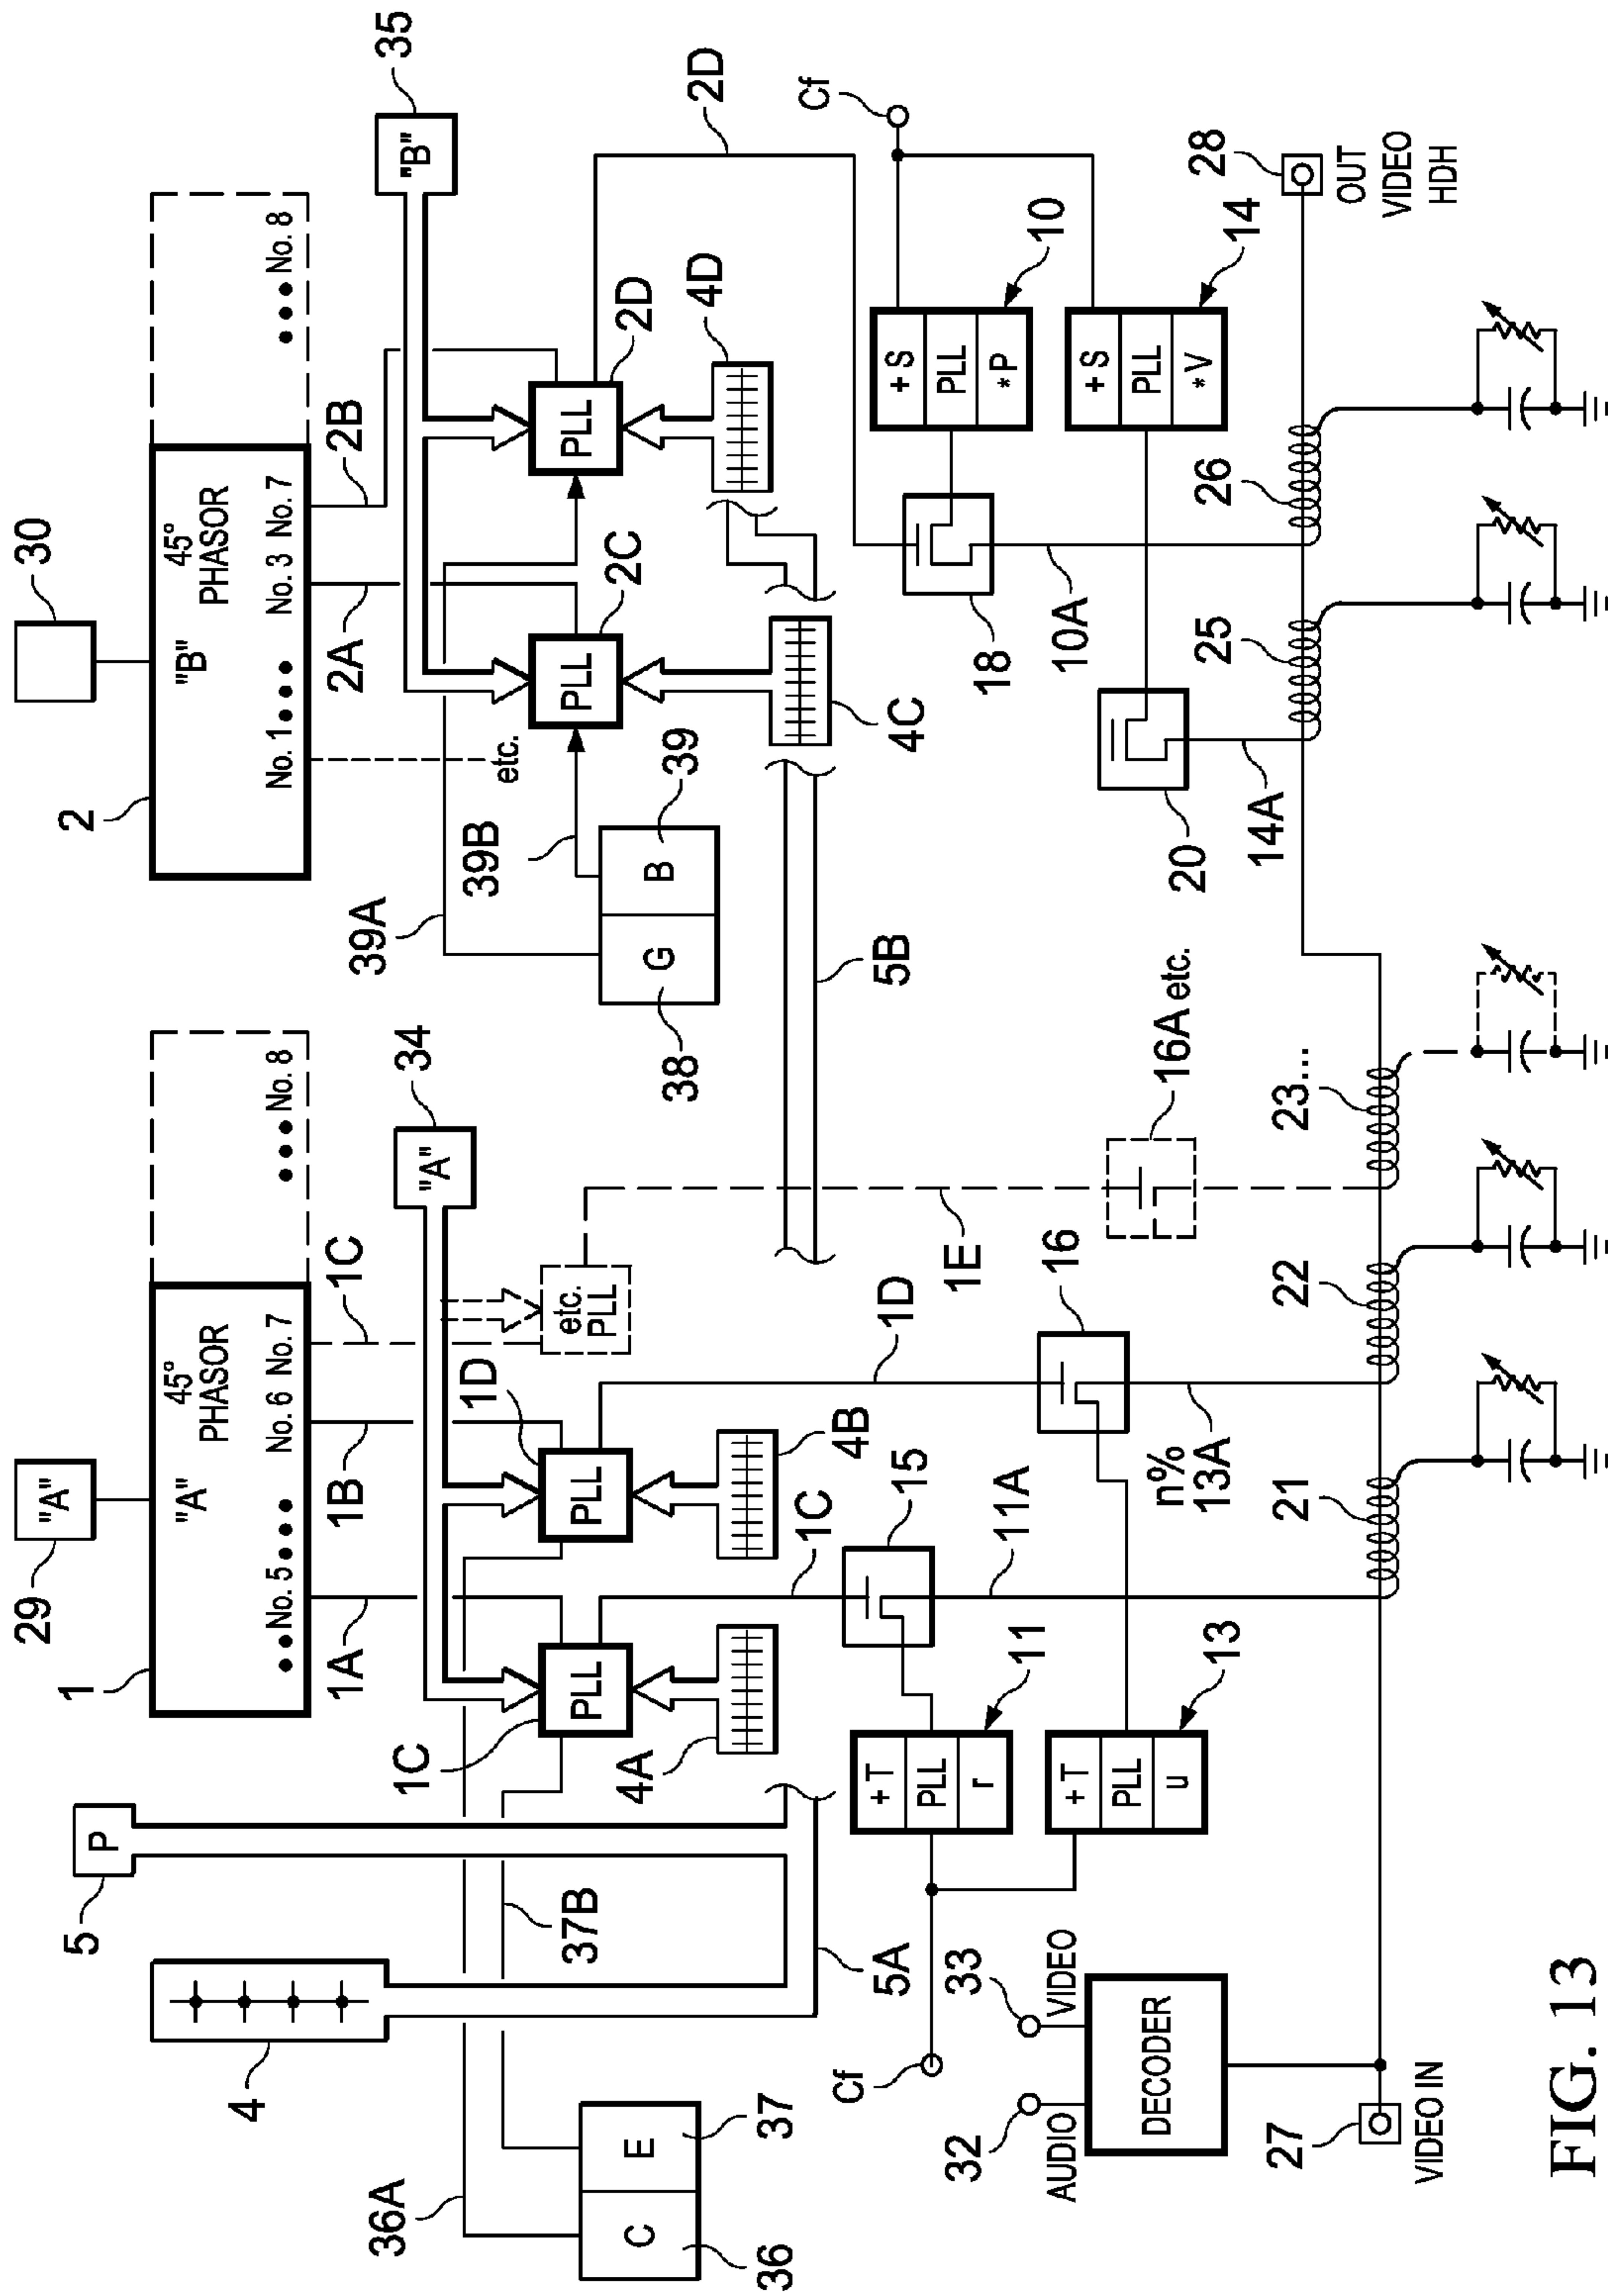 30
2
"B"
45°
PHASOR
No. 1 •••
No. 3
No. 7
••• No. 8
2A
2B
35
"B"
etc.
39A
39B
2C
PLL
2D
PLL
2D
4D
4C
38
G
B
39
5B
Cf
+ S
PLL
* P
10
+ S
PLL
* V
14
18
10A
20
14A
25
26
28
OUT
VIDEO
HDH
29
"A"
1
"A"
45°
PHASOR
•• No. 5 •••
No. 6
No. 7
••• No. 8
1A
1B
1C
34
"A"
5
P
4
1C
PLL
1D
PLL
etc.
PLL
4A
4B
1C
1D
1E
36A
37B
36
C
E
37
5A
15
16
16A etc.
Cf
+ T
PLL
r
11
+ T
PLL
u
13
11A
n%
13A
21
22
23...
32
AUDIO
33
VIDEO
DECODER
27
VIDEO IN
FIG. 13